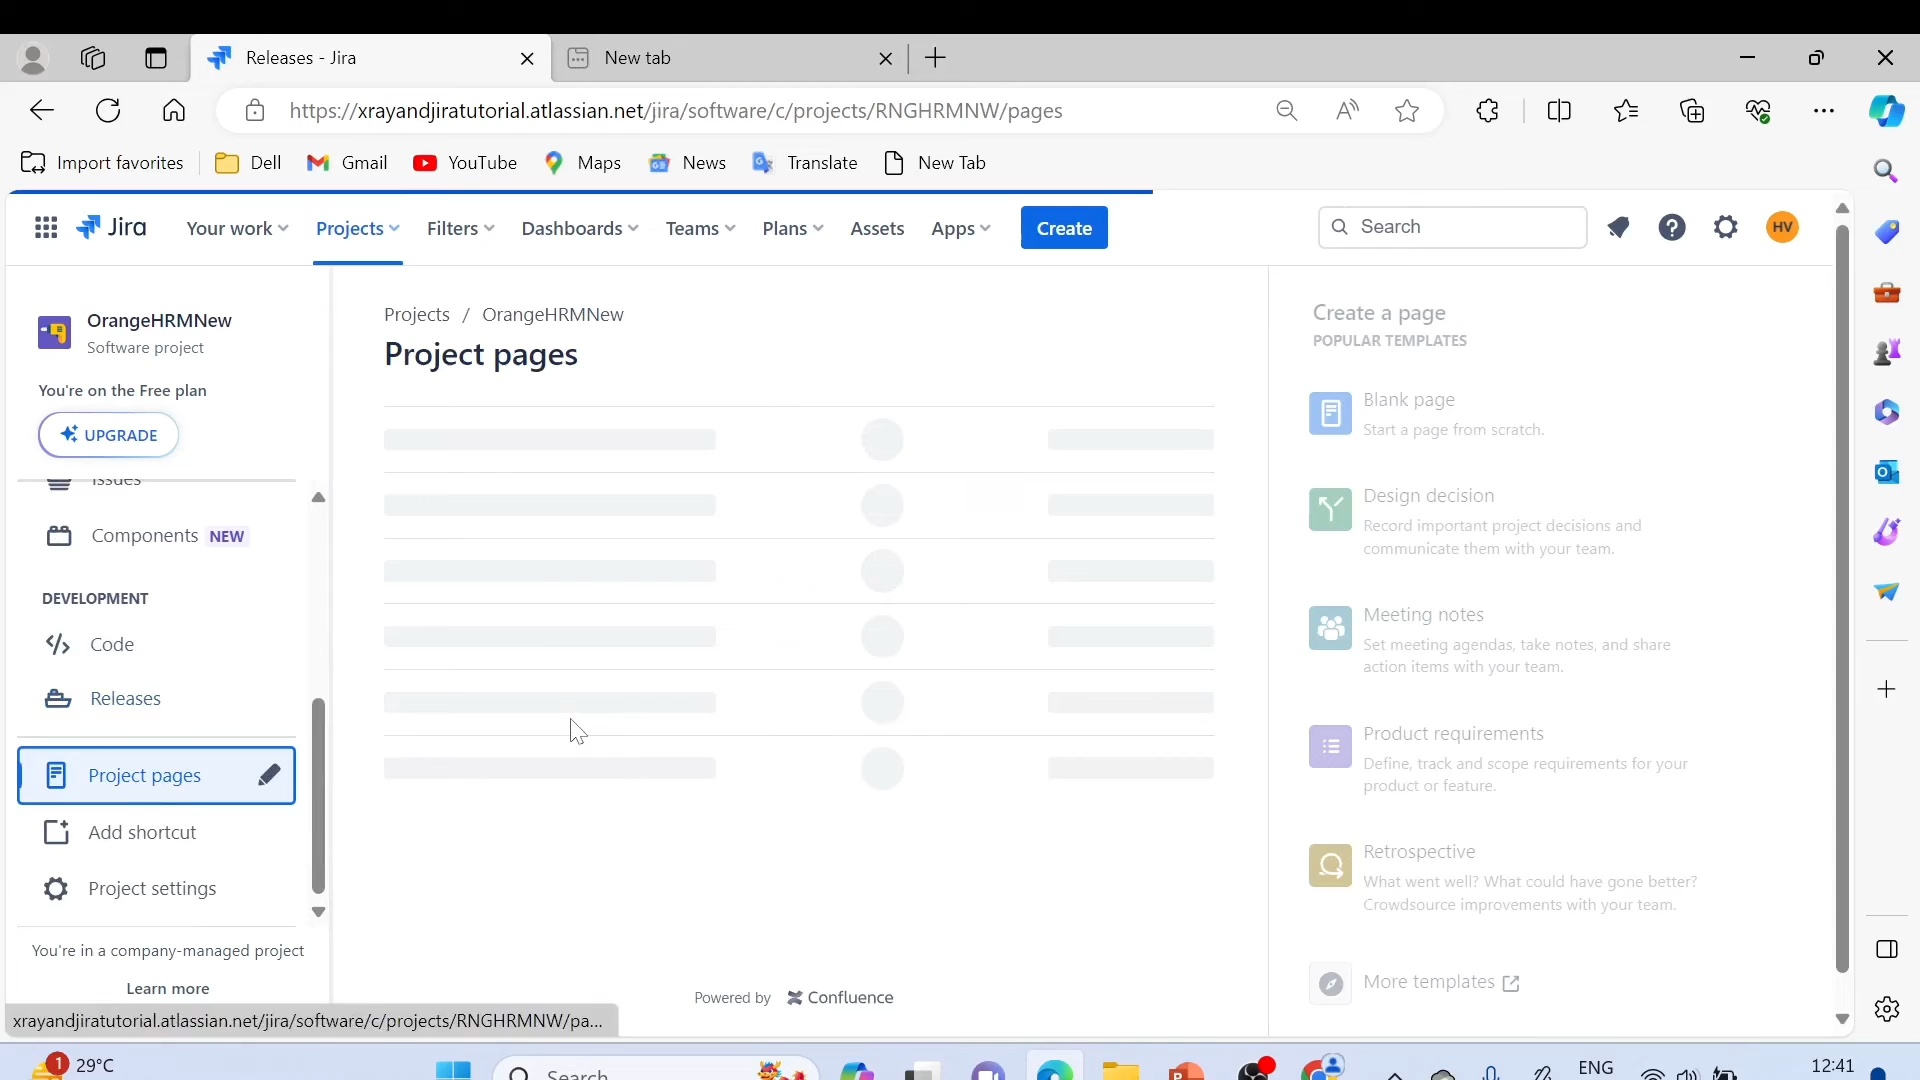 Releases - Jira
New tab
https://xrayandjiratutorial.atlassian.net/jira/software/c/projects/RNGHRMNW/pages
Import favorites
Dell
Gmail
YouTube
Maps
News
Translate
New Tab
Jira
Your work
Projects
Filters
Dashboards
Teams
Plans
Assets
Apps
Create
Search
HV
OrangeHRMNew
Software project
You're on the Free plan
UPGRADE
Issues
Components NEW
DEVELOPMENT
Code
Releases
Project pages
Add shortcut
Project settings
You're in a company-managed project
Learn more
xrayandjiratutorial.atlassian.net/jira/software/c/projects/RNGHRMNW/pa...
Projects / OrangeHRMNew
Project pages
Powered by Confluence
Create a page
POPULAR TEMPLATES
Blank page
Start a page from scratch.
Design decision
Record important project decisions and
communicate them with your team.
Meeting notes
Set meeting agendas, take notes, and share
action items with your team.
Product requirements
Define, track and scope requirements for your
product or feature.
Retrospective
What went well? What could have gone better?
Crowdsource improvements with your team.
More templates
1
29°C
Search
ENG
12:41